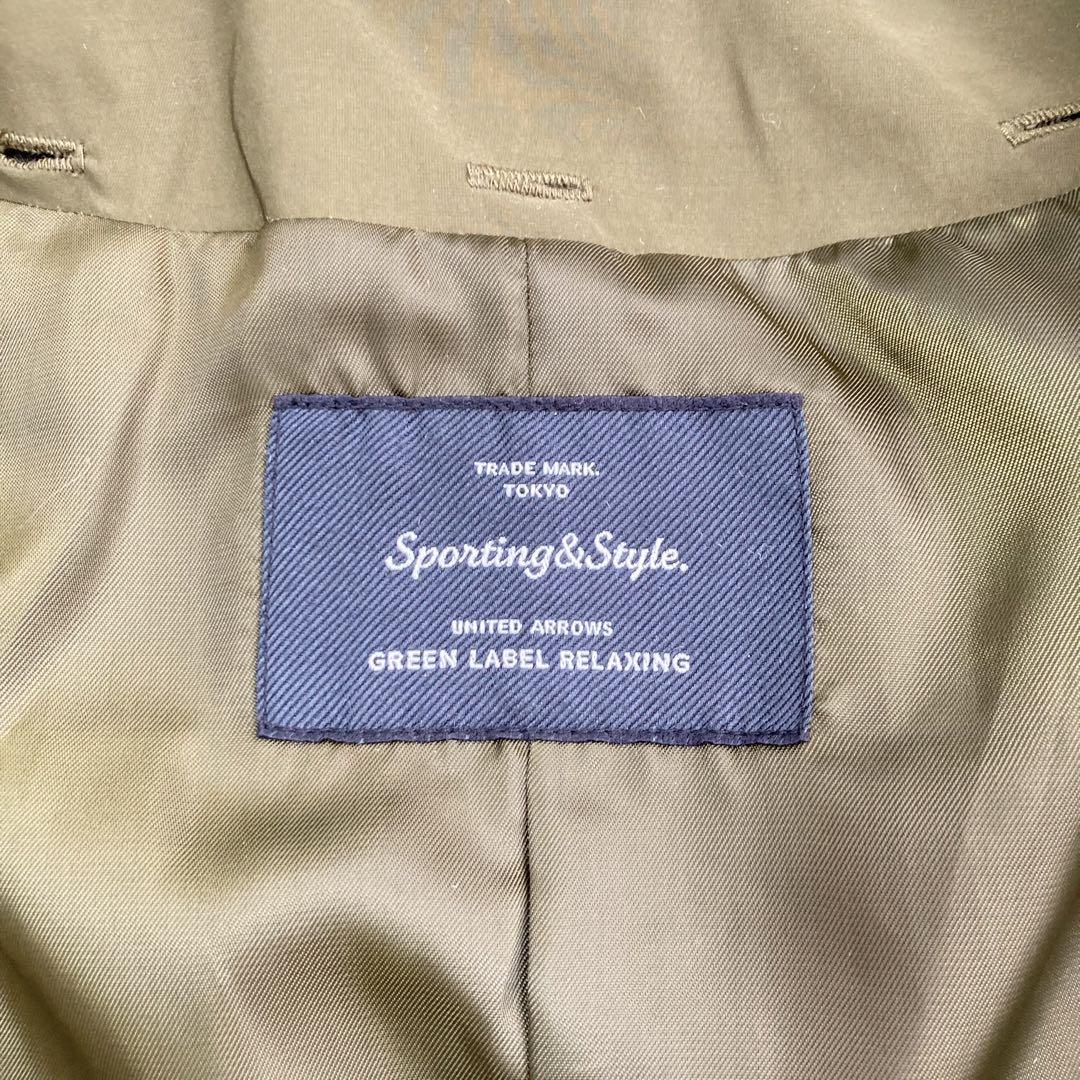 TRADE MARK.
TOKYO
Sporting&Style.
UNITED ARROWS
GREEN LABEL RELAXING